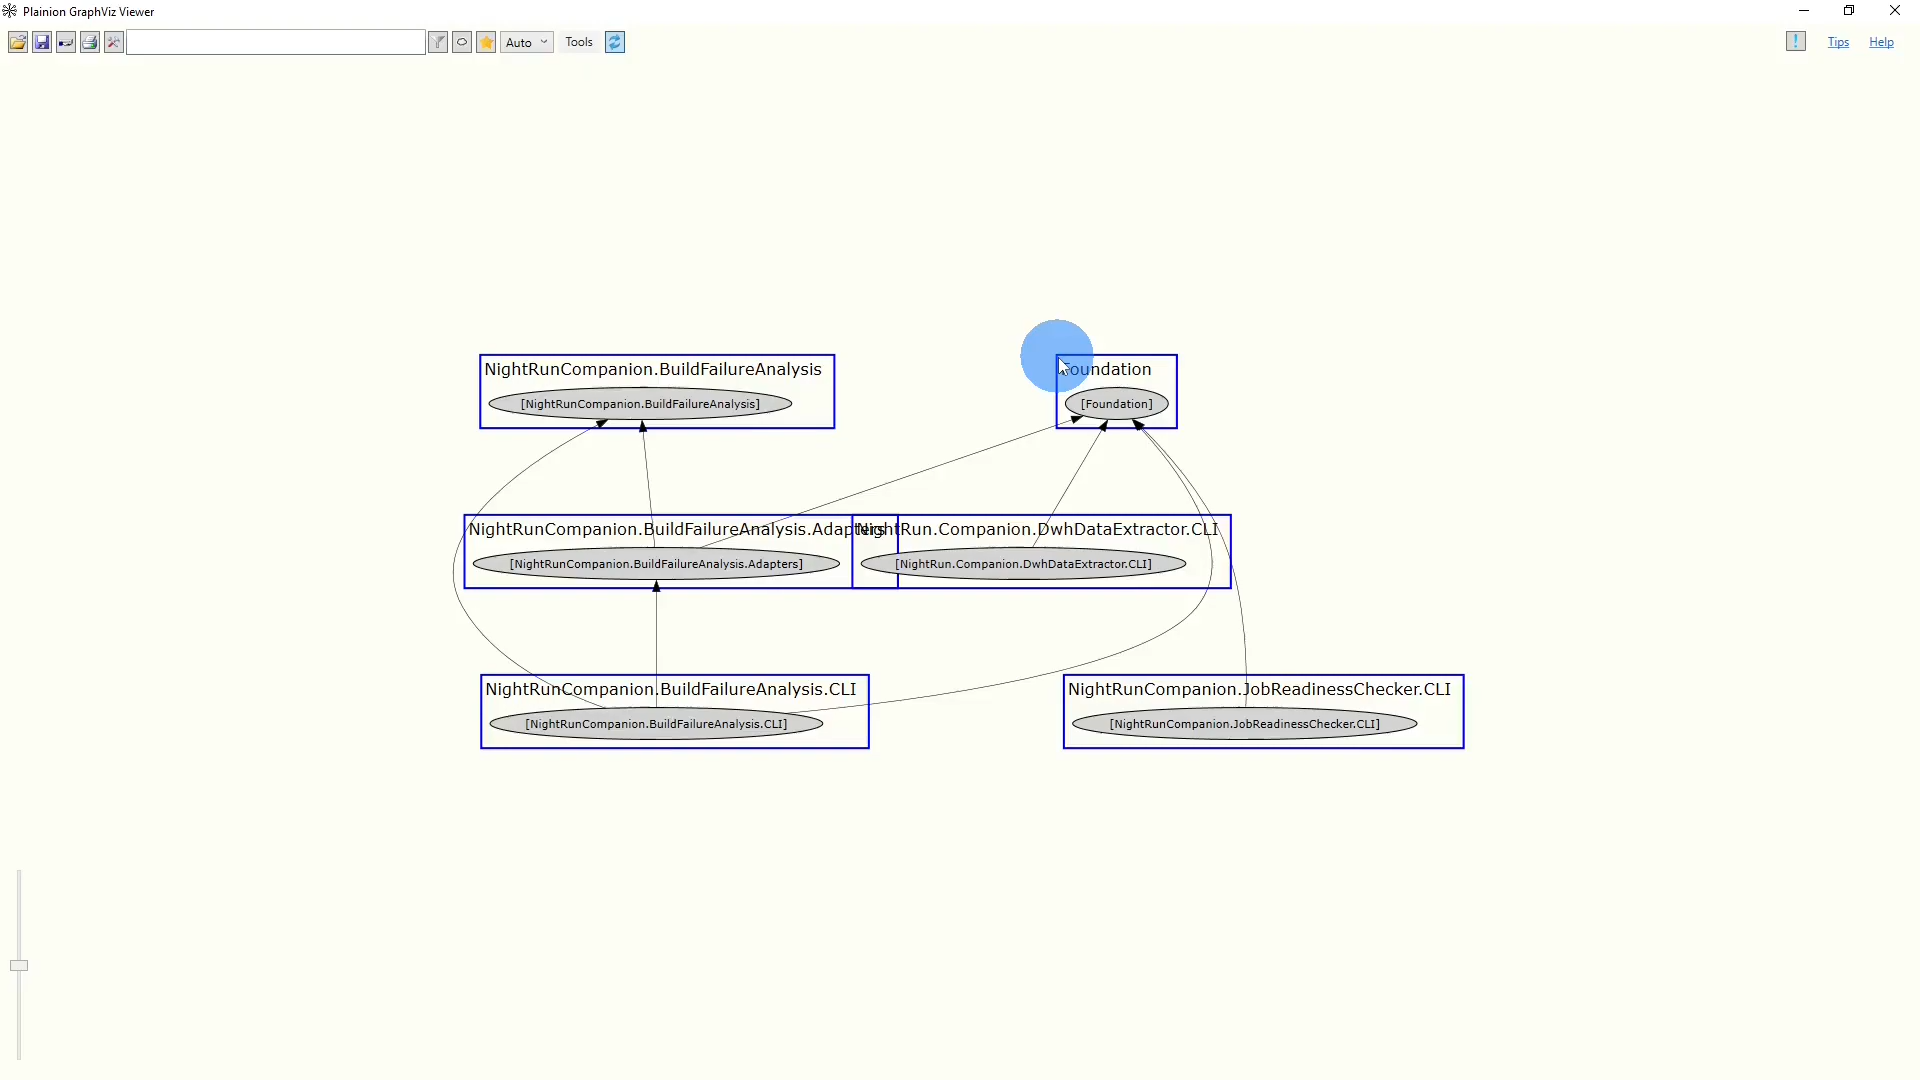 Plainion GraphViz Viewer
Auto
Tools
Tips
Help
NightRunCompanion.BuildFailureAnalysis
[NightRunCompanion.BuildFailureAnalysis]
Foundation
[Foundation]
NightRunCompanion.BuildFailureAnalysis.Adapters
[NightRunCompanion.BuildFailureAnalysis.Adapters]
NightRun.Companion.DwhDataExtractor.CLI
[NightRun.Companion.DwhDataExtractor.CLI]
NightRunCompanion.BuildFailureAnalysis.CLI
[NightRunCompanion.BuildFailureAnalysis.CLI]
NightRunCompanion.JobReadinessChecker.CLI
[NightRunCompanion.JobReadinessChecker.CLI]